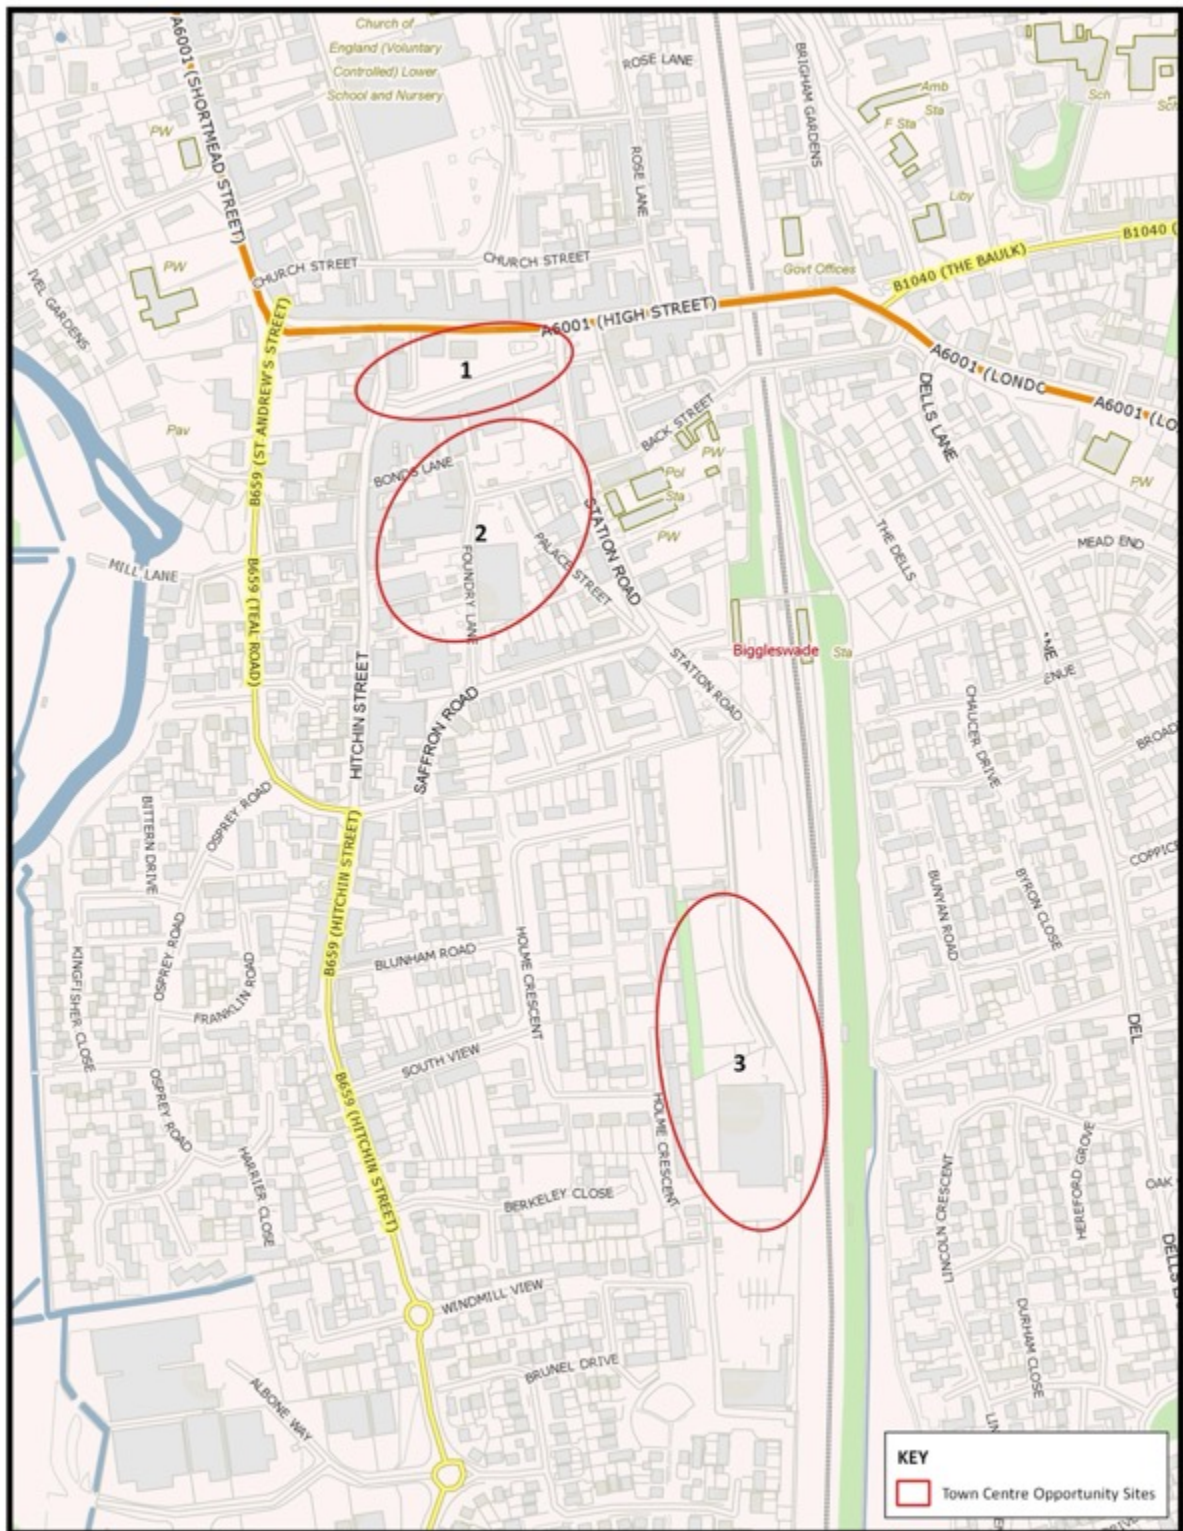 A6001 (SHORTMEAD STREET)
Church of
England (Voluntary
Controlled) Lower
School and Nursery
ROSE LANE
BRIGHAM GARDENS
Amb
Sta
F Sta
Sch
PW
ROSE LANE
Liby
B1040 (
B1040 (THE BAULK)
Govt Offices
PW
CHURCH STREET
CHURCH STREET
IVEL GARDENS
A6001 (HIGH STREET)
A6001 (LONDO
A6001 (LO
1
DELLS LANE
BACK STREET
PW
Pol
Sta
PW
PW
Pav
B659 (ST ANDREW'S STREET)
BONDS LANE
2
STATION ROAD
PALACE STREET
FOUNDRY LANE
THE DELLS
MEAD END
MILL LANE
B659 (TEAL ROAD)
Biggleswade
Sta
STATION ROAD
HITCHIN STREET
SAFFRON ROAD
ENUE
CHAUCER DRIVE
BROAD
OSPREY ROAD
BITTERN DRIVE
B659 (HITCHIN STREET)
COPPICE
BYRON CLOSE
BUNYAN ROAD
KINGFISHER CLOSE
OSPREY ROAD
FRANKLIN ROAD
BLUNHAM ROAD
HOLME CRESCENT
SOUTH VIEW
3
DEL
OSPREY ROAD
HARRIER CLOSE
B659 (HITCHIN STREET)
HOLME CRESCENT
BERKELEY CLOSE
LINCOLN CRESCENT
HEREFORD GROVE
OAK
WINDMILL VIEW
BRUNEL DRIVE
DURHAM CLOSE
ALBONE WAY
KEY
Town Centre Opportunity Sites